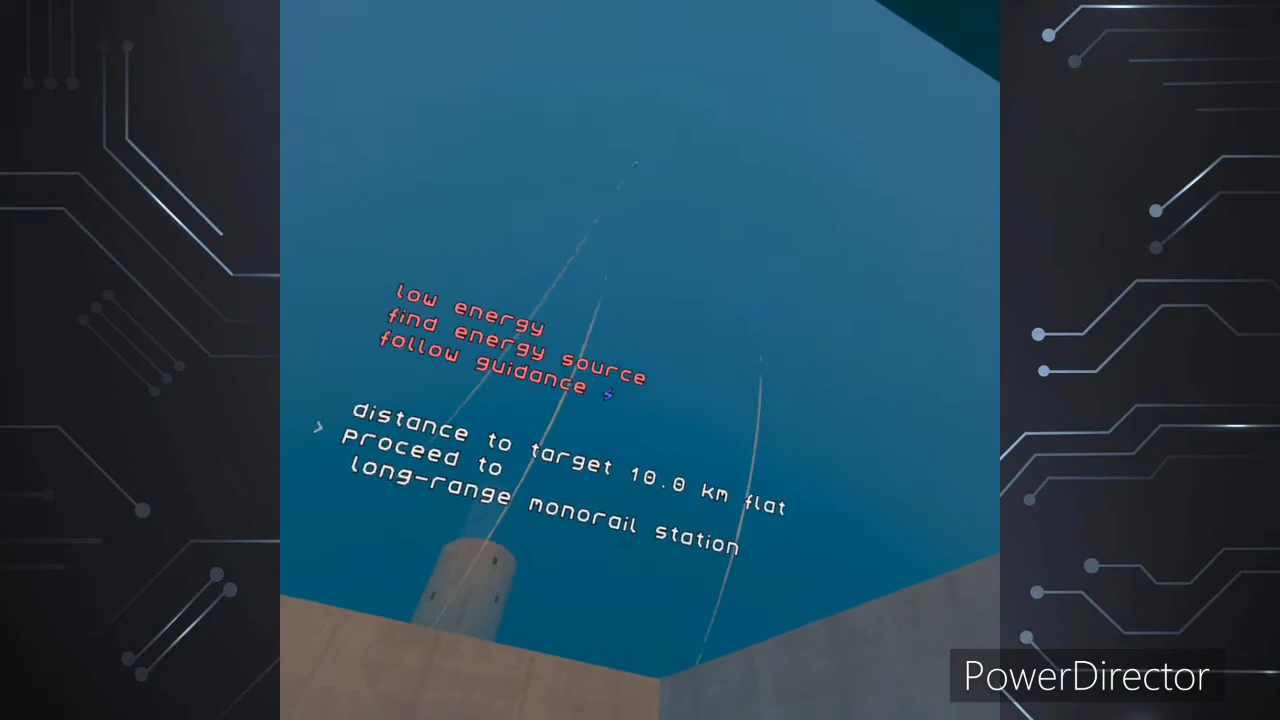 low energy
find energy source
follow guidance
distance to target 10.0 km flat
> Proceed to
long-range monorail station
PowerDirector